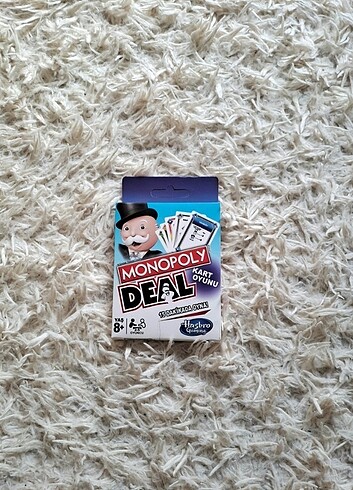 MONOPOLY
DEAL
KART
OYUNU
15 DAKİKADA OYNA!
YAŞ
8+
Hasbro
Gaming